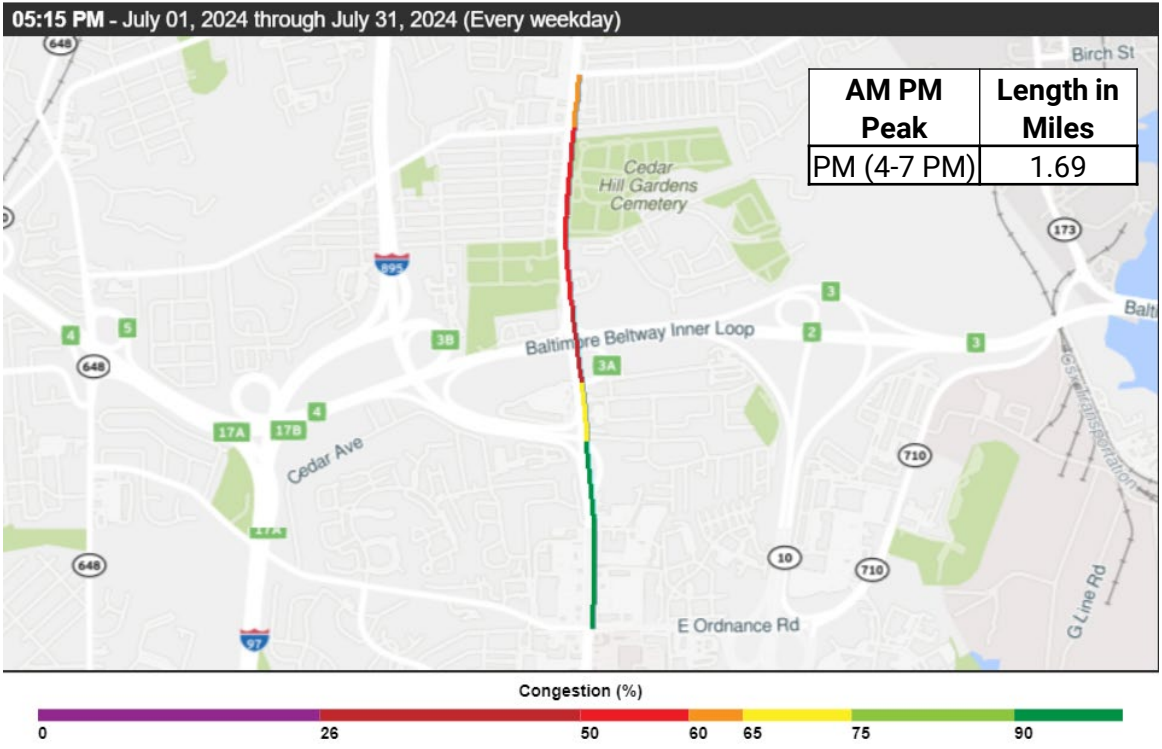 05:15 PM - July 01, 2024 through July 31, 2024 (Every weekday)
648
Birch St
AM PM Peak
Length in Miles
PM (4-7 PM)
1.69
Cedar
Hill Gardens
Cemetery
173
895
3
Balti
4
5
2
Baltimore Beltway Inner Loop
3B
3
648
3A
CSX Transportation
4
17A
17B
Cedar Ave
710
17A
10
648
710
G Line Rd
E Ordnance Rd
97
Congestion (%)
0
26
50
60
65
75
90